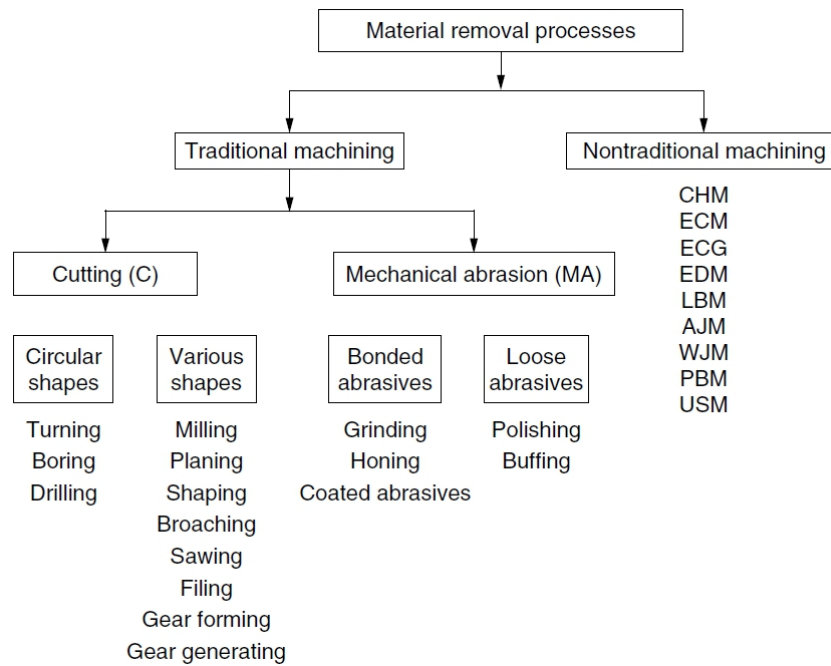 Material removal processes
Traditional machining
Nontraditional machining
CHM
ECM
ECG
EDM
LBM
AJM
WJM
PBM
USM
Cutting (C)
Mechanical abrasion (MA)
Circular
shapes
Turning
Boring
Drilling
Various
shapes
Milling
Planing
Shaping
Broaching
Sawing
Filing
Gear forming
Gear generating
Bonded
abrasives
Grinding
Honing
Coated abrasives
Loose
abrasives
Polishing
Buffing